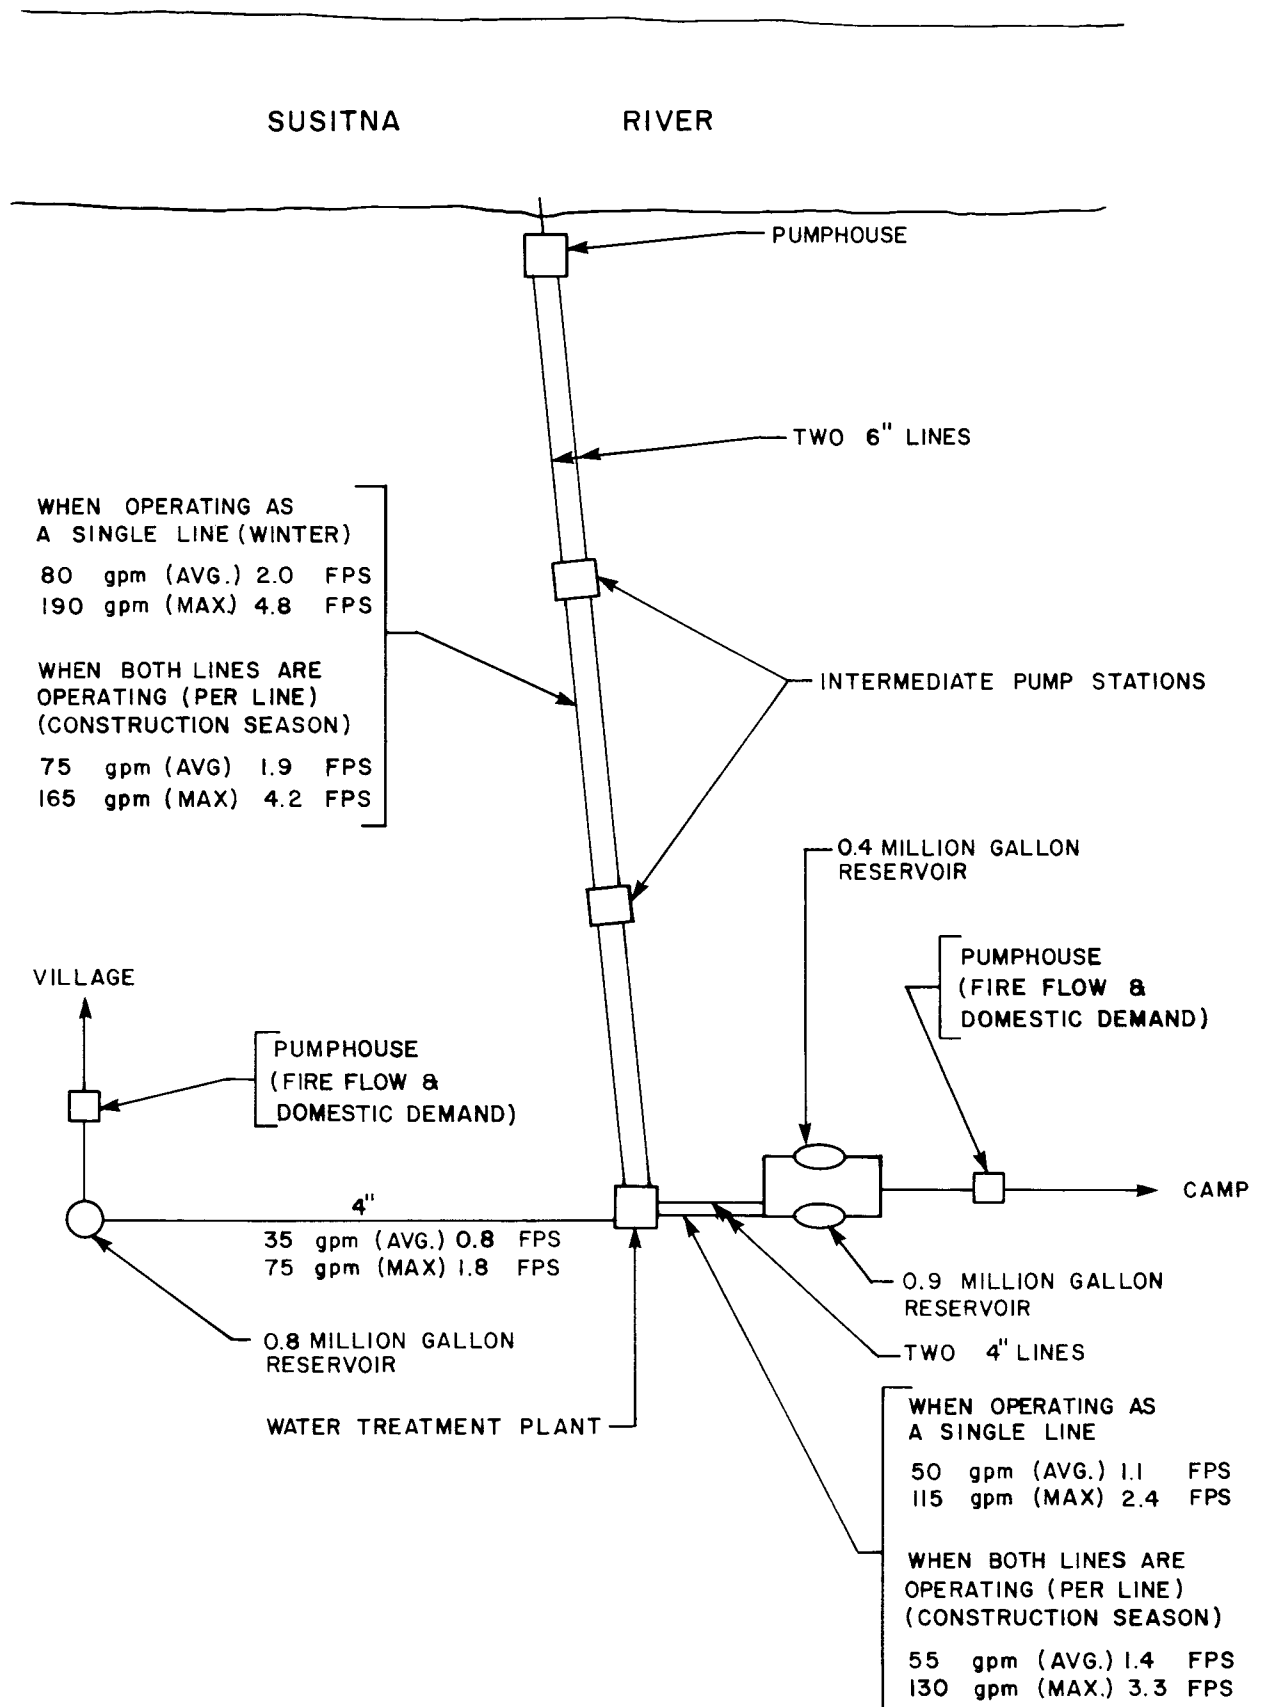 SUSITNA RIVER
PUMPHOUSE
TWO 6" LINES
WHEN OPERATING AS
A SINGLE LINE (WINTER)
80 gpm (AVG.) 2.0 FPS
190 gpm (MAX.) 4.8 FPS
WHEN BOTH LINES ARE
OPERATING (PER LINE)
(CONSTRUCTION SEASON)
75 gpm (AVG) 1.9 FPS
165 gpm (MAX) 4.2 FPS
INTERMEDIATE PUMP STATIONS
0.4 MILLION GALLON
RESERVOIR
PUMPHOUSE
(FIRE FLOW &
DOMESTIC DEMAND)
VILLAGE
PUMPHOUSE
(FIRE FLOW &
DOMESTIC DEMAND)
CAMP
4"
35 gpm (AVG.) 0.8 FPS
75 gpm (MAX) 1.8 FPS
0.9 MILLION GALLON
RESERVOIR
0.8 MILLION GALLON
RESERVOIR
TWO 4" LINES
WATER TREATMENT PLANT
WHEN OPERATING AS
A SINGLE LINE
50 gpm (AVG.) 1.1 FPS
115 gpm (MAX) 2.4 FPS
WHEN BOTH LINES ARE
OPERATING (PER LINE)
(CONSTRUCTION SEASON)
55 gpm (AVG.) 1.4 FPS
130 gpm (MAX.) 3.3 FPS